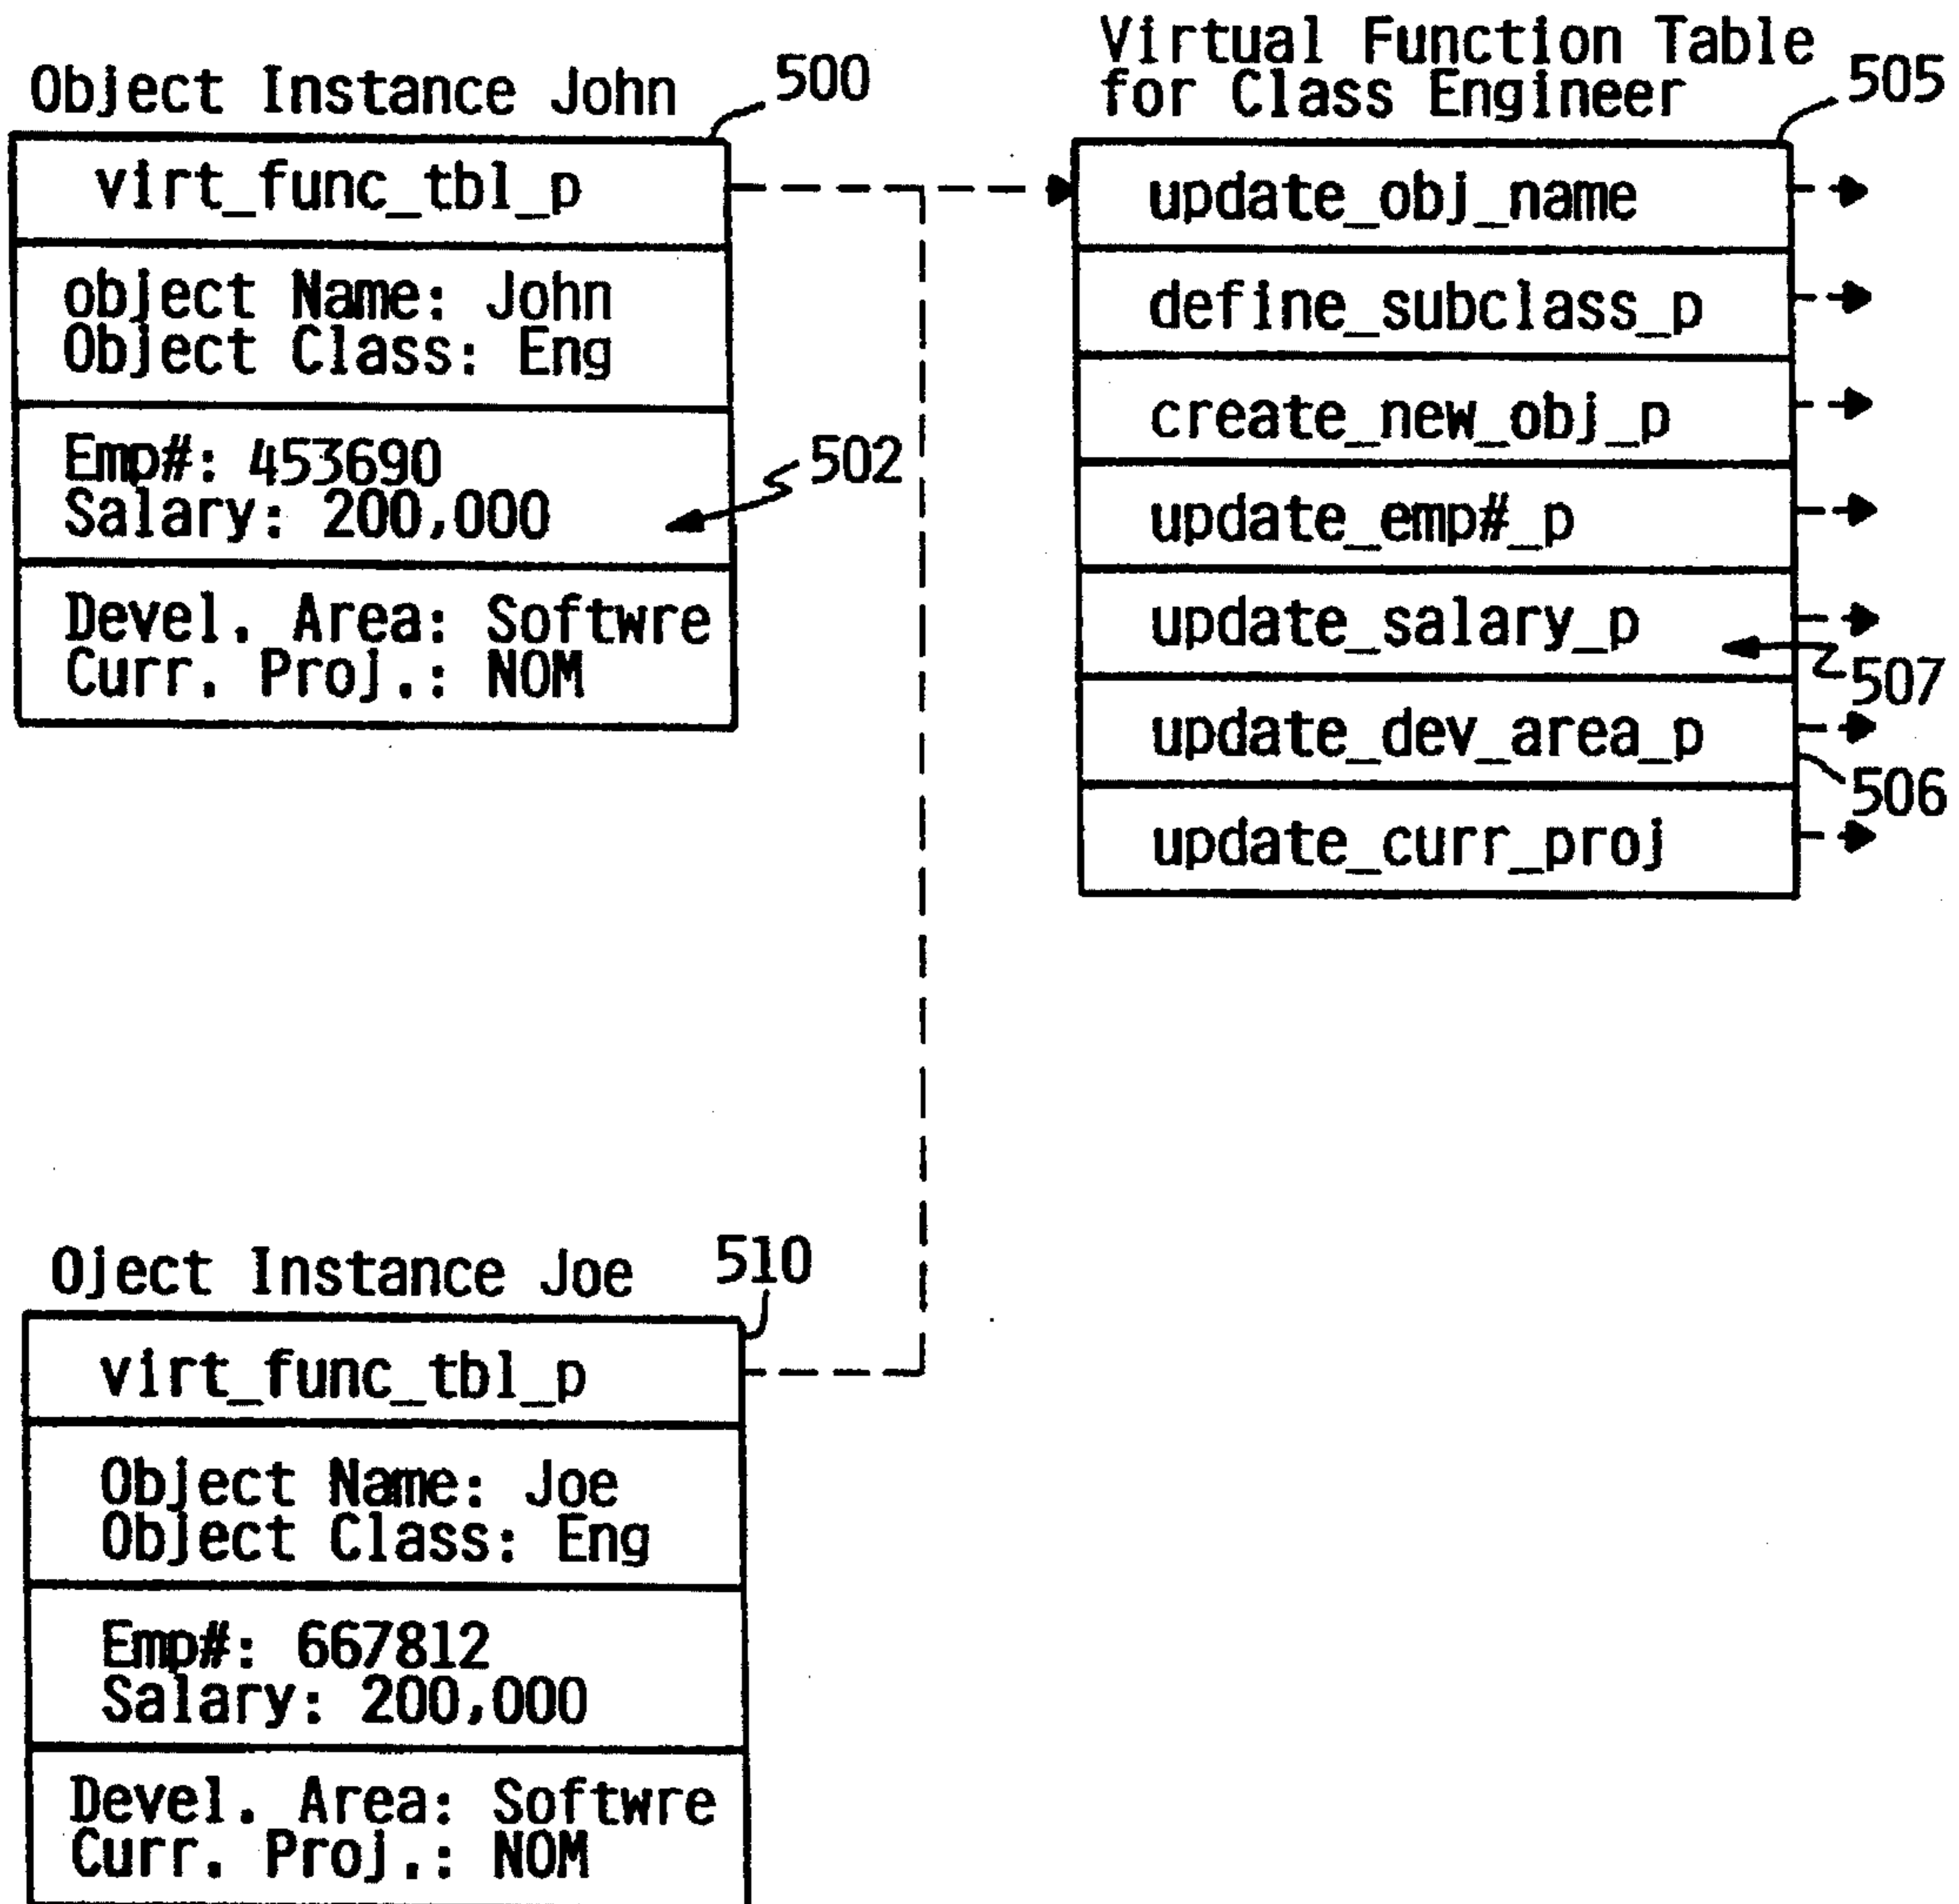 Object Instance John 500
virt_func_tbl_p
object Name: John
Object Class: Eng
Emp#: 453690
Salary: 200,000
502
Devel. Area: Softwre
Curr. Proj.: NOM
Virtual Function Table
for Class Engineer
505
update_obj_name
define_subclass_p
create_new_obj_p
update_emp#_p
update_salary_p
507
update_dev_area_p
506
update_curr_proj
Oject Instance Joe 510
virt_func_tbl_p
Object Name: Joe
Object Class: Eng
Emp#: 667812
Salary: 200,000
Devel. Area: Softwre
Curr. Proj.: NOM